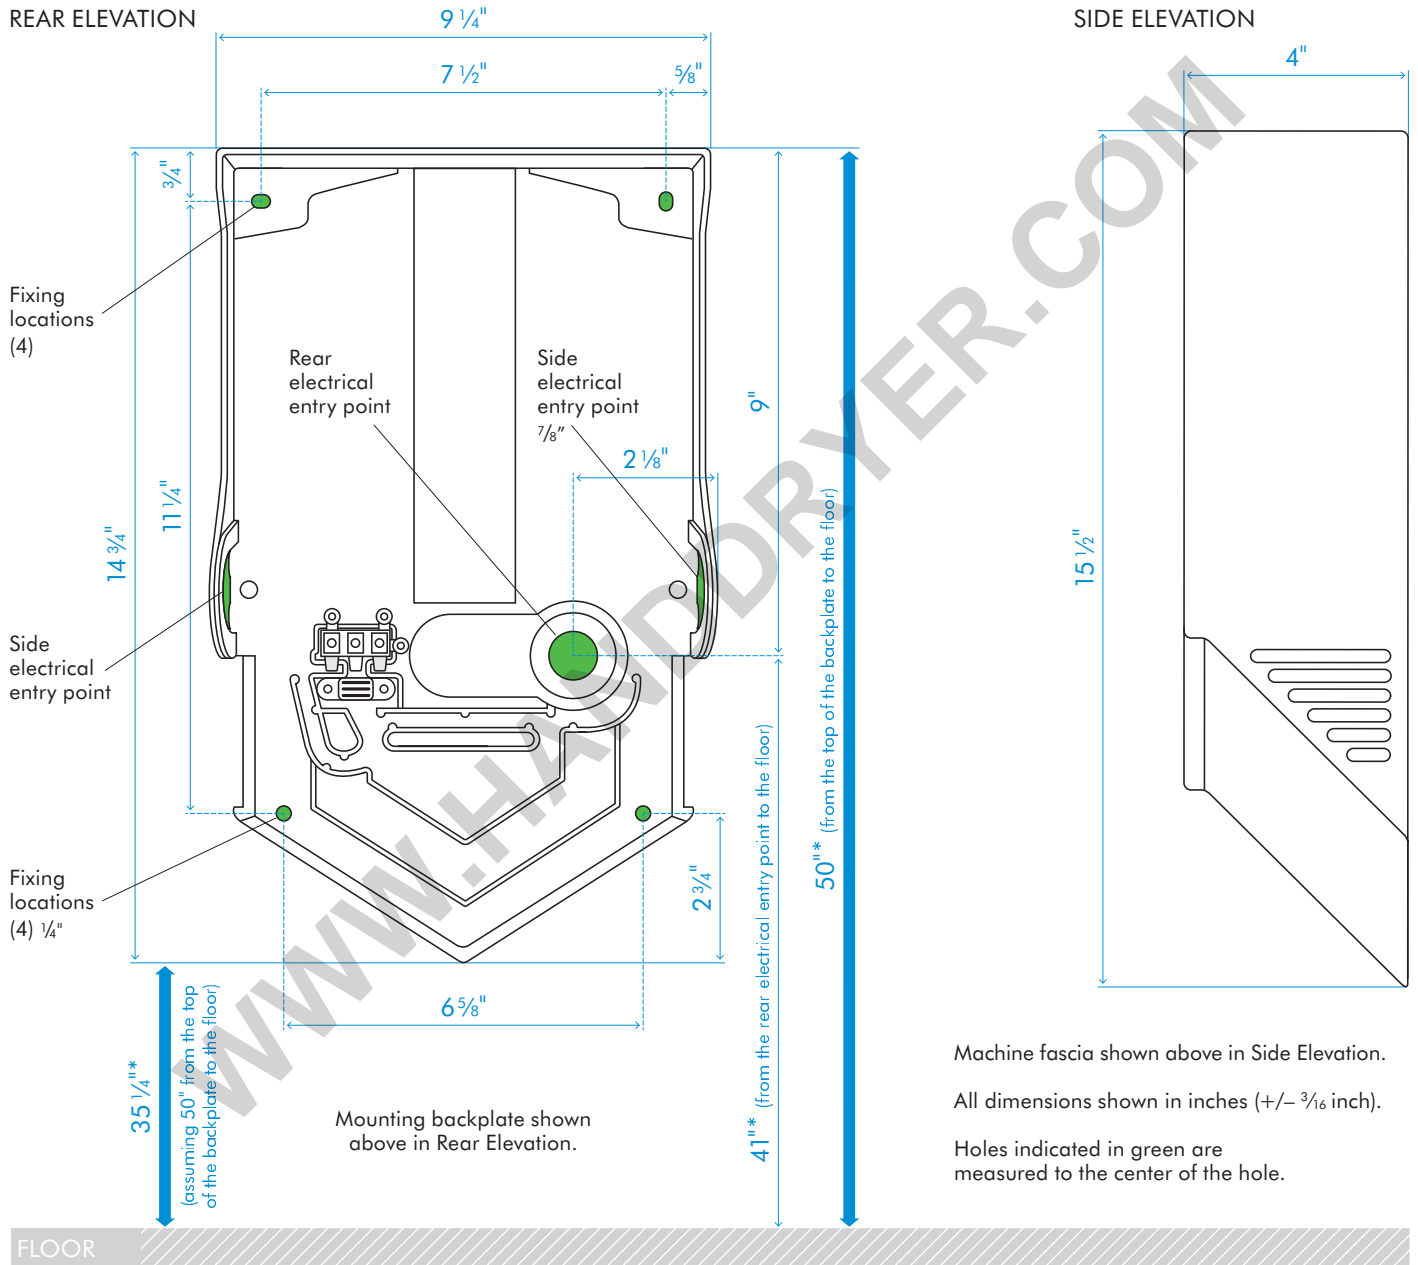 REAR ELEVATION
SIDE ELEVATION
9 ¼"
7 ½"
⅝"
4"
¾"
Fixing
locations
(4)
Rear
electrical
entry point
Side
electrical
entry point
⅞"
2 ⅛"
9"
11 ¼"
14 ¾"
15 ½"
50"* (from the top of the backplate to the floor)
Side
electrical
entry point
41"* (from the rear electrical entry point to the floor)
Fixing
locations
(4) ¼"
2 ¾"
6 ⅝"
35 ¼"*
(assuming 50" from the top
of the backplate to the floor)
Mounting backplate shown
above in Rear Elevation.
Machine fascia shown above in Side Elevation.
All dimensions shown in inches (+/– 3/16 inch).
Holes indicated in green are
measured to the center of the hole.
FLOOR
WWW.HANDDRYER.COM